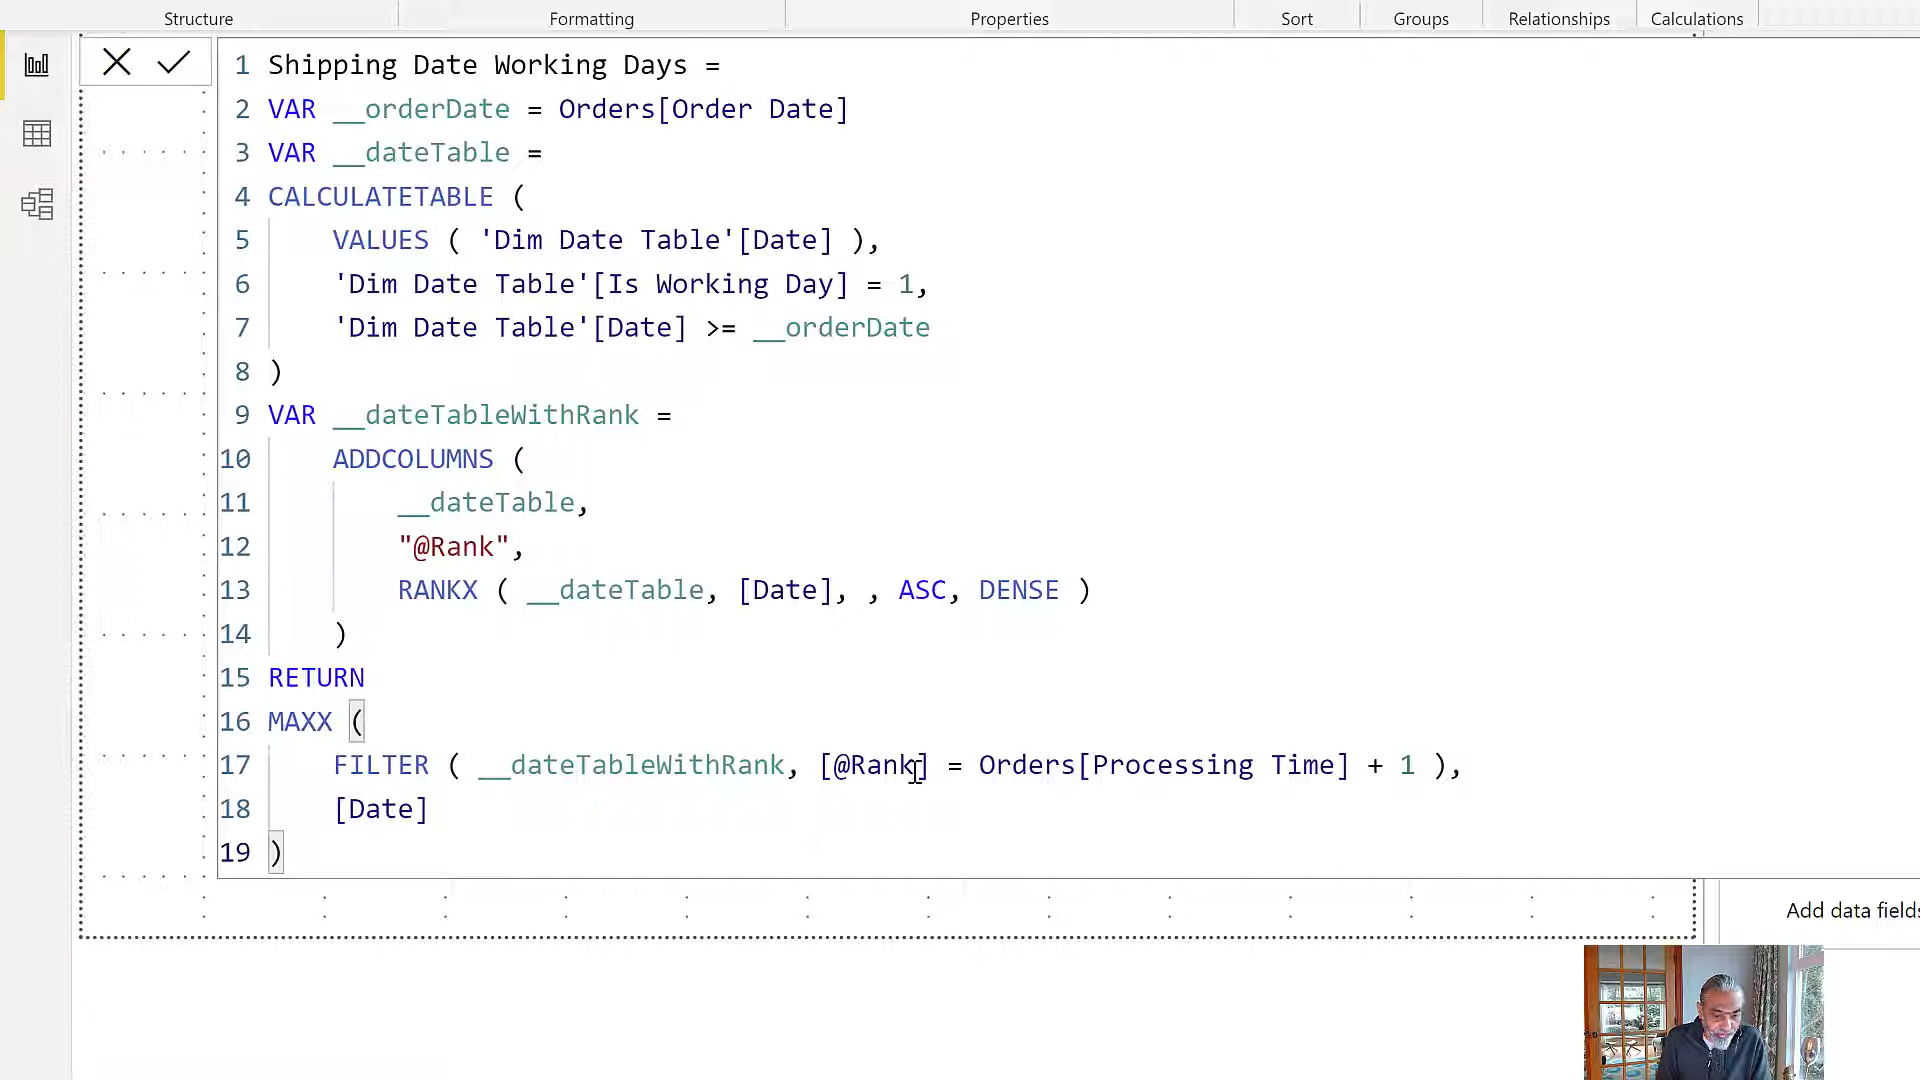 Structure Formatting Properties Sort Groups Relationships Calculations
1 Shipping Date Working Days =
2 VAR __orderDate = Orders[Order Date]
3 VAR __dateTable =
4 CALCULATETABLE (
5 VALUES ( 'Dim Date Table'[Date] ),
6 'Dim Date Table'[Is Working Day] = 1,
7 'Dim Date Table'[Date] >= __orderDate
8 )
9 VAR __dateTableWithRank =
10 ADDCOLUMNS (
11 __dateTable,
12 "@Rank",
13 RANKX ( __dateTable, [Date], , ASC, DENSE )
14 )
15 RETURN
16 MAXX (
17 FILTER ( __dateTableWithRank, [@Rank] = Orders[Processing Time] + 1 ),
18 [Date]
19 )
Add data fields